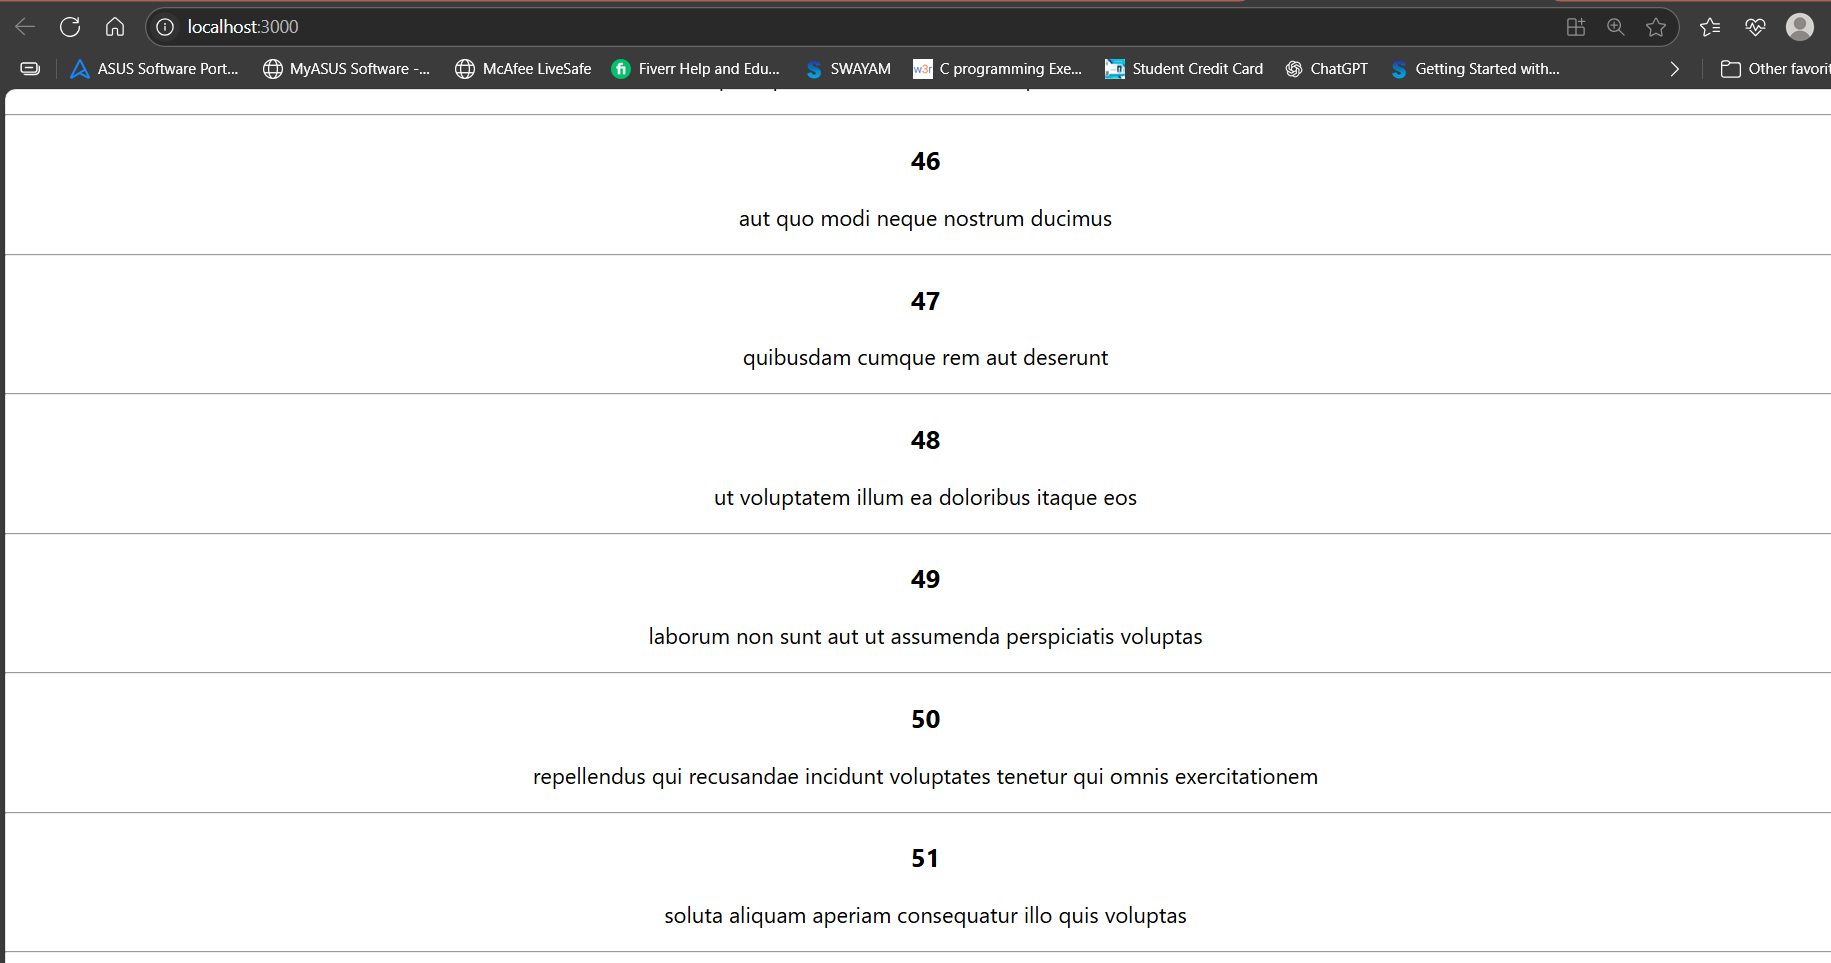 localhost:3000
ASUS Software Port... MyASUS Software -... McAfee LiveSafe Fiverr Help and Edu... SWAYAM w3r C programming Exe... Student Credit Card ChatGPT Getting Started with... Other favorit
46
aut quo modi neque nostrum ducimus
47
quibusdam cumque rem aut deserunt
48
ut voluptatem illum ea doloribus itaque eos
49
laborum non sunt aut ut assumenda perspiciatis voluptas
50
repellendus qui recusandae incidunt voluptates tenetur qui omnis exercitationem
51
soluta aliquam aperiam consequatur illo quis voluptas